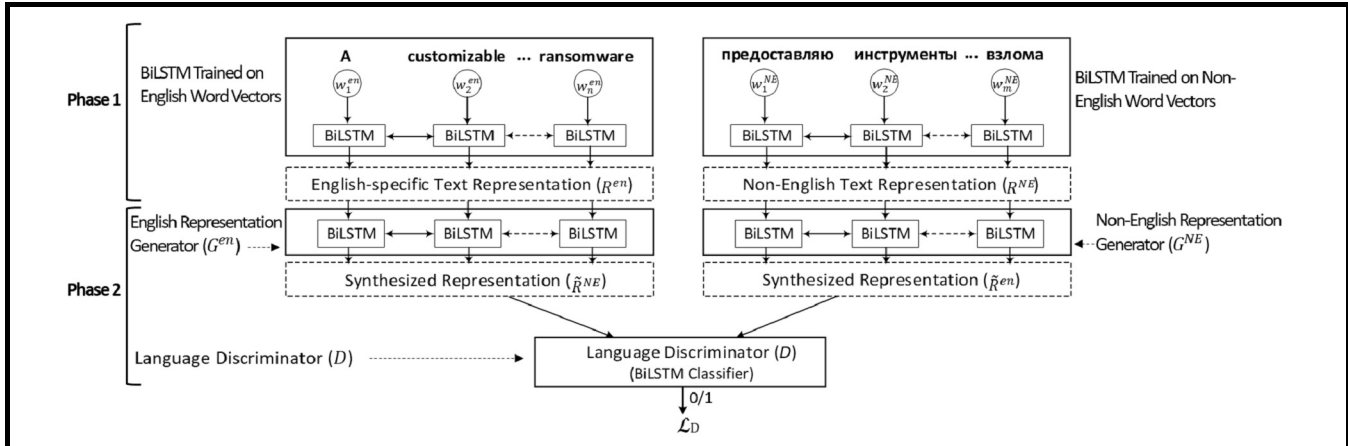 Phase 1
BiLSTM Trained on
English Word Vectors
A customizable ... ransomware
w₁ᵉⁿ w₂ᵉⁿ wₙᵉⁿ
BiLSTM BiLSTM BiLSTM
English-specific Text Representation (Rᵉⁿ)
предоставляю инструменты ... взлома
w₁ᴺᴱ w₂ᴺᴱ wₘᴺᴱ
BiLSTM BiLSTM BiLSTM
Non-English Text Representation (Rᴺᴱ)
BiLSTM Trained on Non-
English Word Vectors
Phase 2
English Representation
Generator (Gᵉⁿ)
BiLSTM BiLSTM BiLSTM
Synthesized Representation (R̃ᴺᴱ)
BiLSTM BiLSTM BiLSTM
Synthesized Representation (R̃ᵉⁿ)
Non-English Representation
Generator (Gᴺᴱ)
Language Discriminator (D)
Language Discriminator (D)
(BiLSTM Classifier)
0/1
ℒD